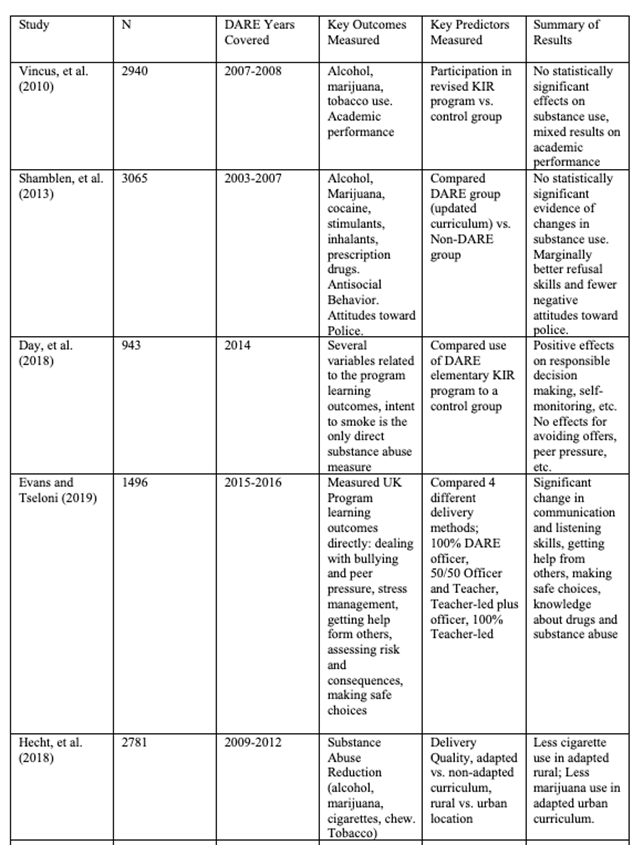 Study N DARE Years Key Outcomes Key Predictors Summary of
Covered Measured Measured Results
Vincus, et al. 2940 2007-2008 Alcohol, Participation in No statistically
(2010) marijuana, revised KIR significant
tobacco use. program vs. effects on
Academic control group substance use,
performance mixed results on
academic
performance
Shamblen, et al. 3065 2003-2007 Alcohol, Compared No statistically
(2013) Marijuana, DARE group significant
cocaine, (updated evidence of
stimulants, curriculum) vs. changes in
inhalants, Non-DARE substance use.
prescription group Marginally
drugs. better refusal
Antisocial skills and fewer
Behavior. negative
Attitudes toward attitudes toward
Police. police.
Day, et al. 943 2014 Several Compared use Positive effects
(2018) variables related of DARE on responsible
to the program elementary KIR decision
learning program to a making, self-
outcomes, intent control group monitoring, etc.
to smoke is the No effects for
only direct avoiding offers,
substance abuse peer pressure,
measure etc.
Evans and 1496 2015-2016 Measured UK Compared 4 Significant
Tseloni (2019) Program different change in
learning delivery communication
outcomes methods; and listening
directly: dealing 100% DARE skills, getting
with bullying officer, help from
and peer 50/50 Officer others, making
pressure, stress and Teacher, safe choices,
management, Teacher-led plus knowledge
getting help officer, 100% about drugs and
form others, Teacher-led substance abuse
assessing risk
and
consequences,
making safe
choices
Hecht, et al. 2781 2009-2012 Substance Delivery Less cigarette
(2018) Abuse Quality, adapted use in adapted
Reduction vs. non-adapted rural; Less
(alcohol, curriculum, marijuana use in
marijuana, rural vs. urban adapted urban
cigarettes, chew. location curriculum.
Tobacco)